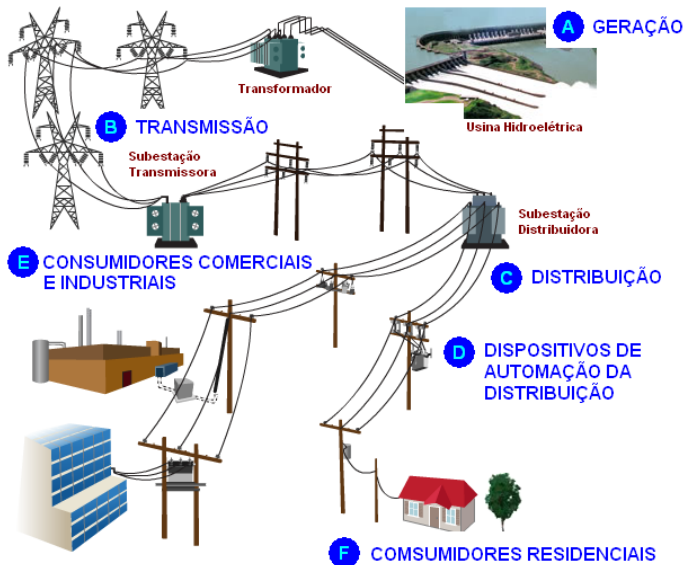 A GERAÇÃO
Transformador
Usina Hidroelétrica
B TRANSMISSÃO
Subestação
Transmissora
Subestação
Distribuidora
E CONSUMIDORES COMERCIAIS
E INDUSTRIAIS
C DISTRIBUIÇÃO
D DISPOSITIVOS DE
AUTOMAÇÃO DA
DISTRIBUIÇÃO
F COMSUMIDORES RESIDENCIAIS